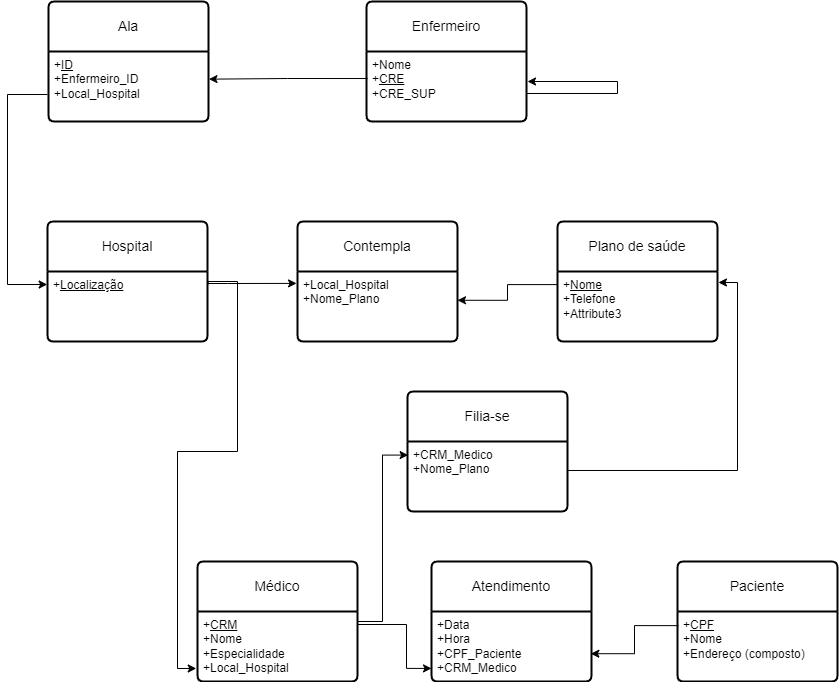 Ala
+ID
+Enfermeiro_ID
+Local_Hospital
Enfermeiro
+Nome
+CRE
+CRE_SUP
Hospital
+Localização
Contempla
+Local_Hospital
+Nome_Plano
Plano de saúde
+Nome
+Telefone
+Attribute3
Filia-se
+CRM_Medico
+Nome_Plano
Médico
+CRM
+Nome
+Especialidade
+Local_Hospital
Atendimento
+Data
+Hora
+CPF_Paciente
+CRM_Medico
Paciente
+CPF
+Nome
+Endereço (composto)